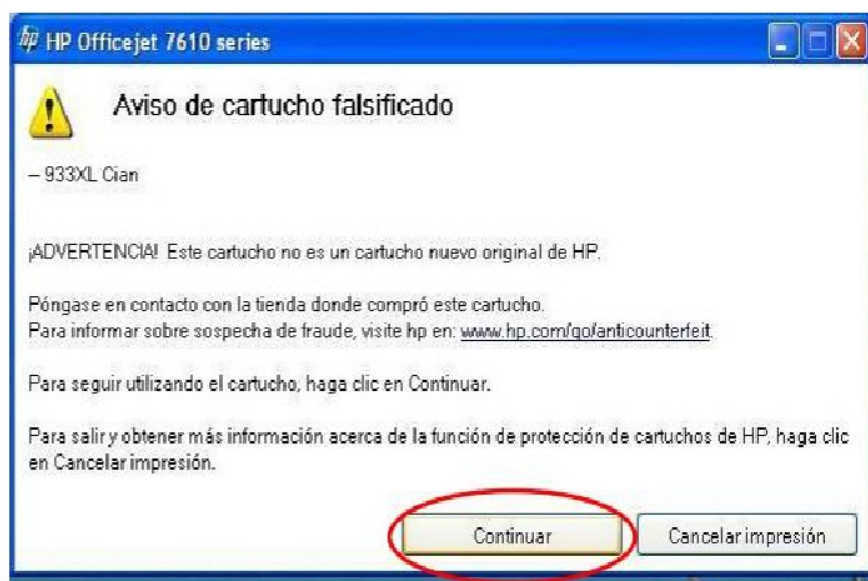 hp HP Officejet 7610 series
Aviso de cartucho falsificado
– 933XL Cian
¡ADVERTENCIA! Este cartucho no es un cartucho nuevo original de HP.
Póngase en contacto con la tienda donde compró este cartucho.
Para informar sobre sospecha de fraude, visite hp en: www.hp.com/go/anticounterfeit.
Para seguir utilizando el cartucho, haga clic en Continuar.
Para salir y obtener más información acerca de la función de protección de cartuchos de HP, haga clic
en Cancelar impresión.
Continuar Cancelar impresión